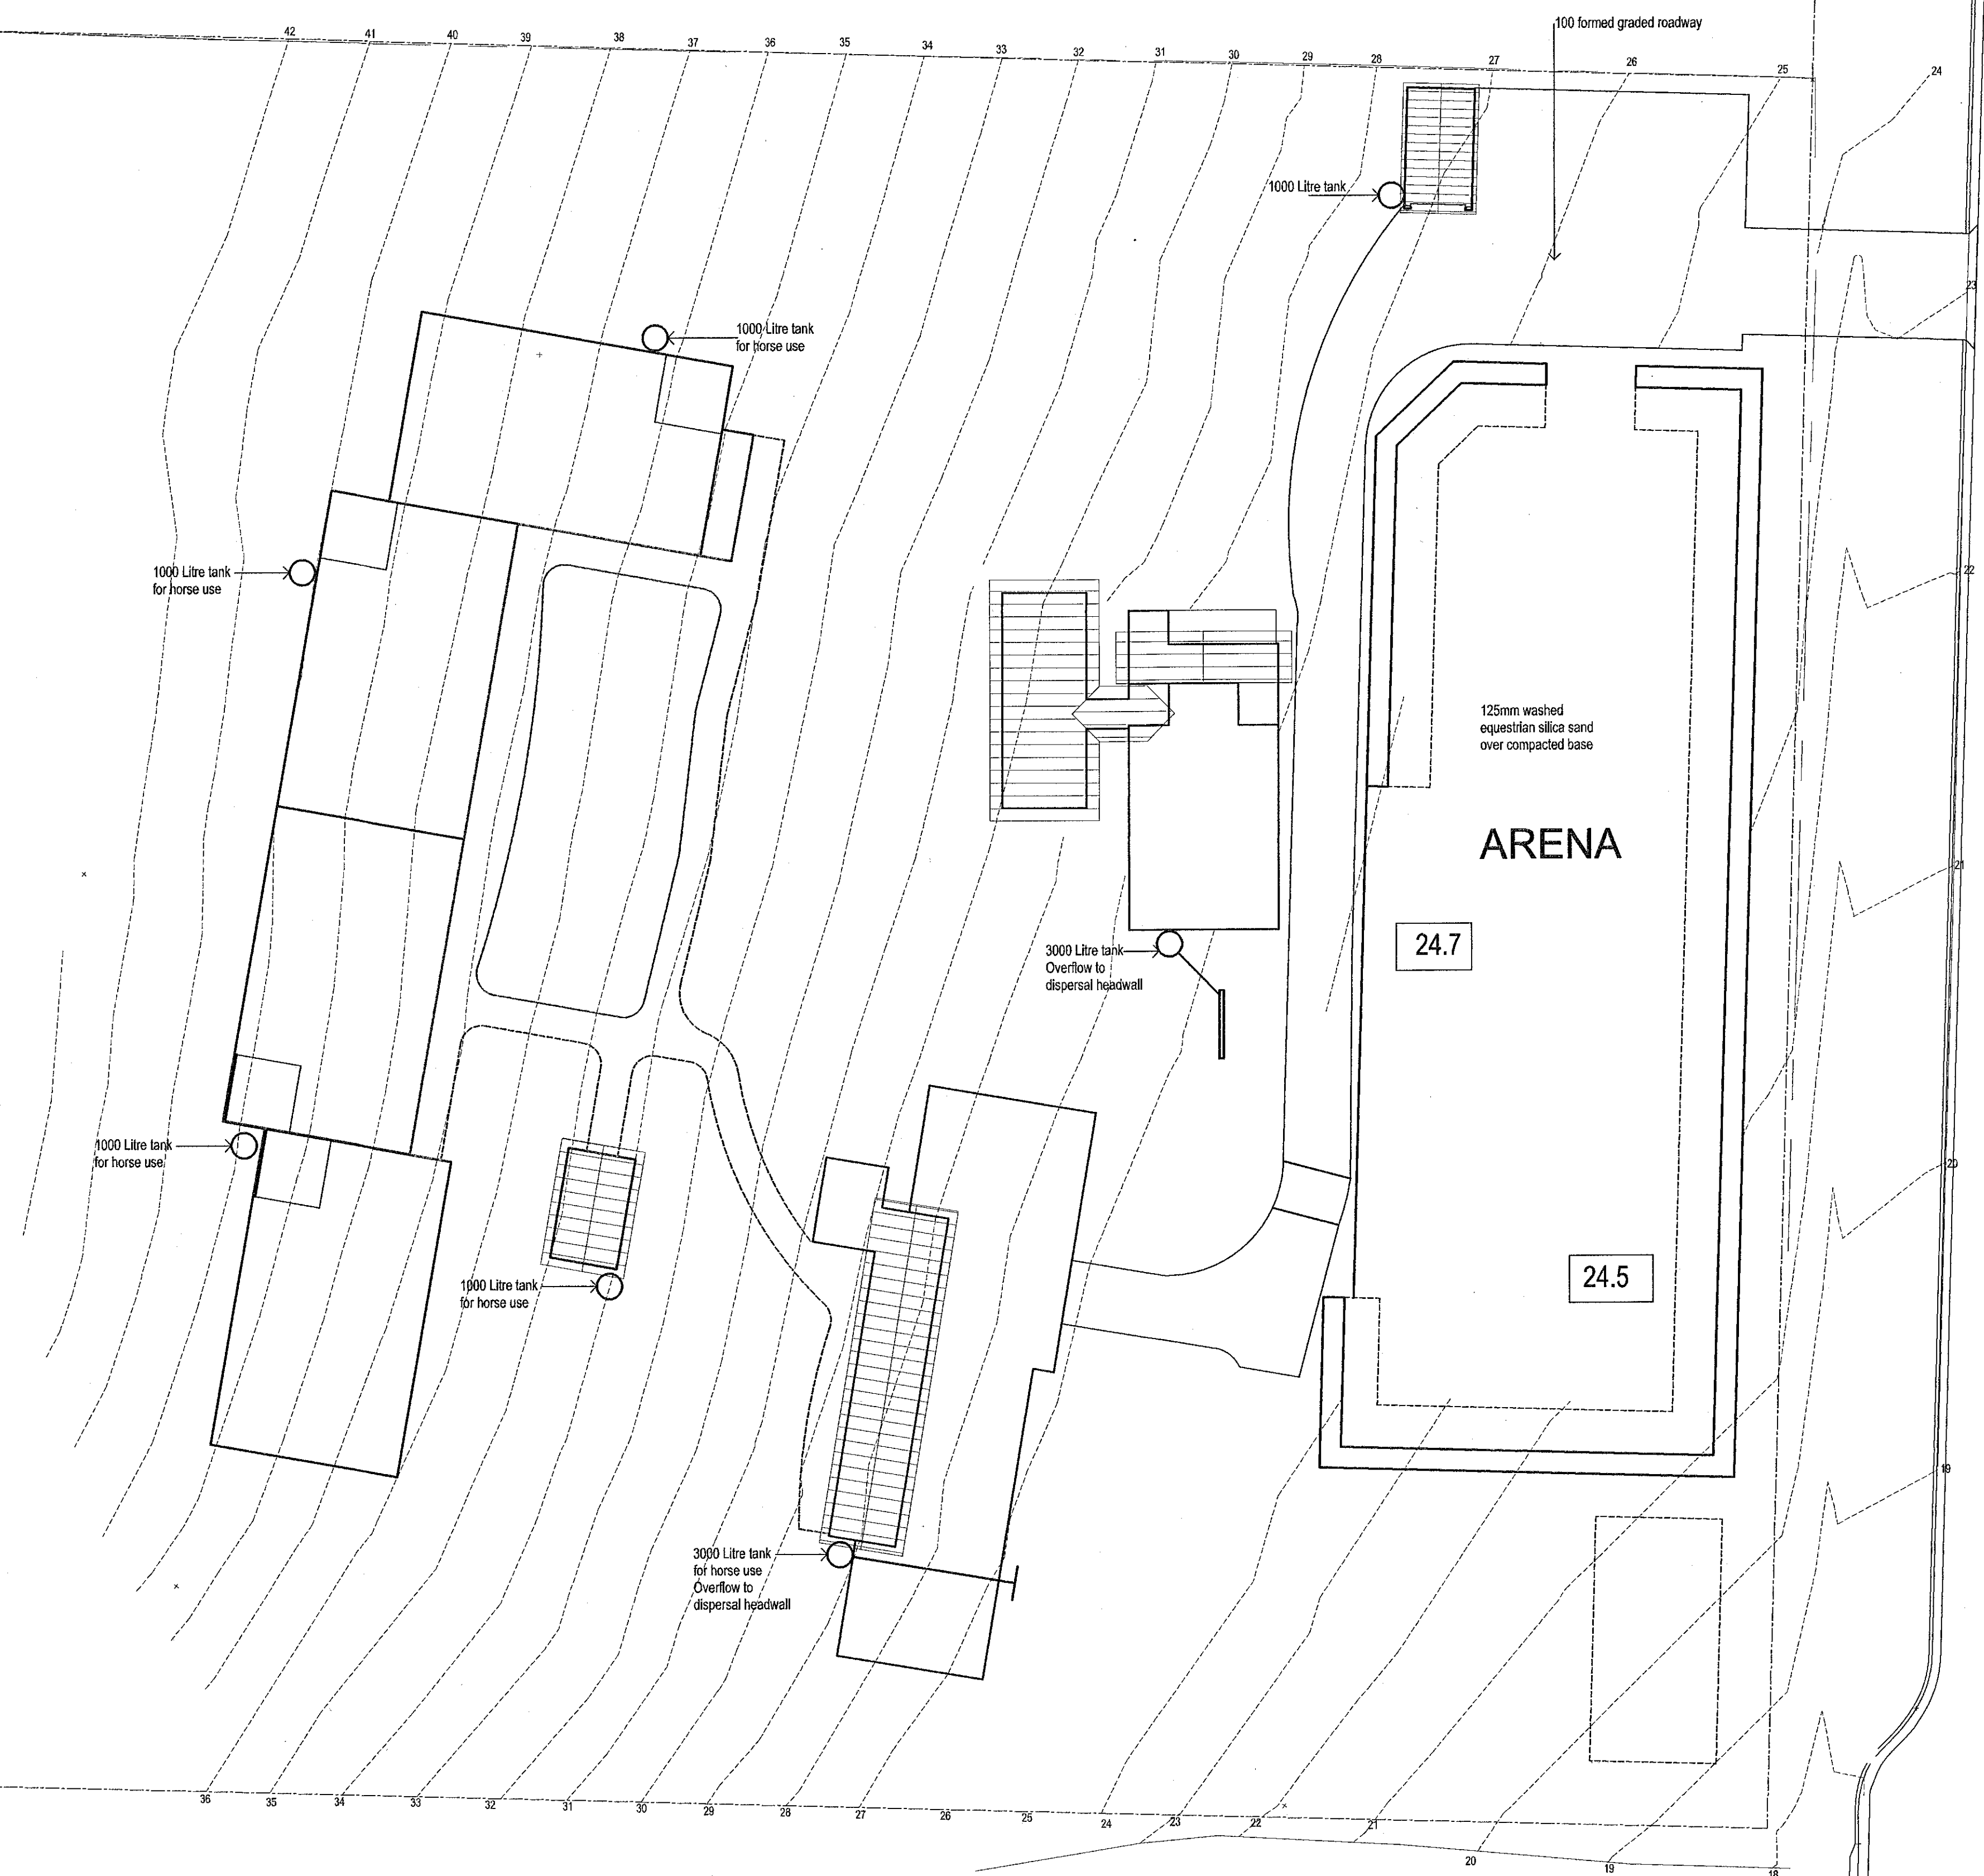 100 formed graded roadway
42
41
40
39
38
37
36
35
34
33
32
31
30
29
28
27
26
25
24
1000 Litre tank
23
1000 Litre tank
for horse use
1000 Litre tank
for horse use
22
125mm washed
equestrian silica sand
over compacted base
ARENA
21
24.7
3000 Litre tank
Overflow to
dispersal headwall
1000 Litre tank
for horse use
20
24.5
1000 Litre tank
for horse use
19
3000 Litre tank
for horse use
Overflow to
dispersal headwall
36
35
34
33
32
31
30
29
28
27
26
25
24
23
22
21
20
19
18